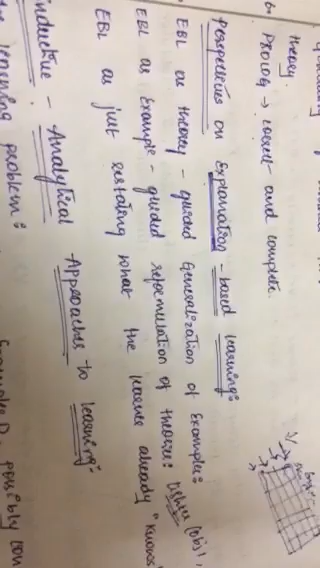 theory.
PROLOG → correct and complete.
perspectives on Explanation-based learning:
EBL as theory-guided Generalization of Examples:
EBL as Example-guided reformulation of theories:
EBL as just restating what the learner already "knows"
inductive - Analytical - Approaches to learning:
learning problem:
possibly